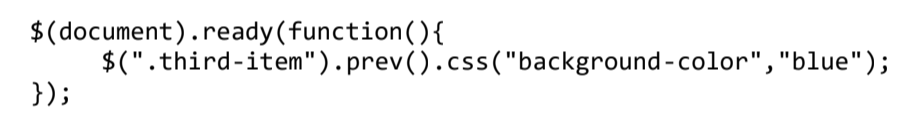 $(document).ready(function(){
     $(".third-item").prev().css("background-color","blue");
});